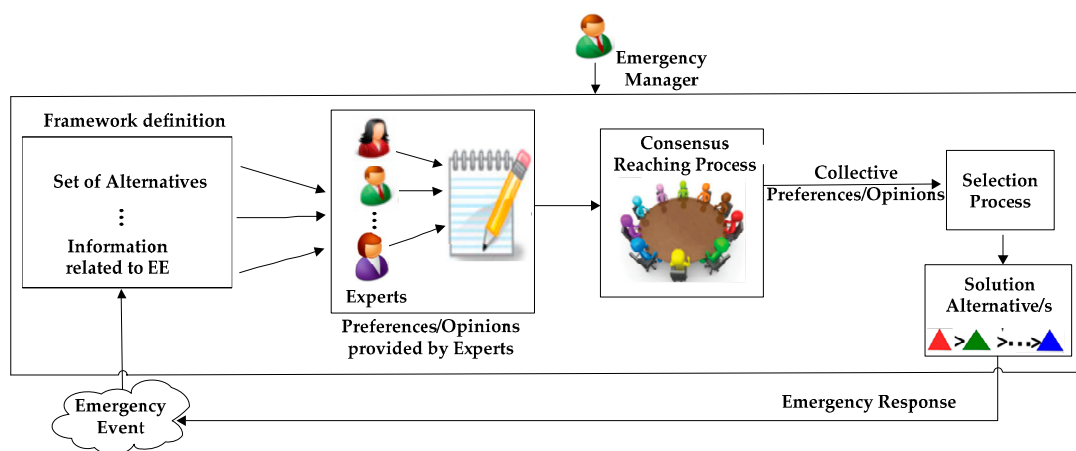 Emergency
Manager
Framework definition
Set of Alternatives
⋮
Information
related to EE
Experts
Preferences/Opinions
provided by Experts
Consensus
Reaching Process
Collective
Preferences/Opinions
Selection
Process
Solution
Alternative/s
> >...>
Emergency Response
Emergency
Event